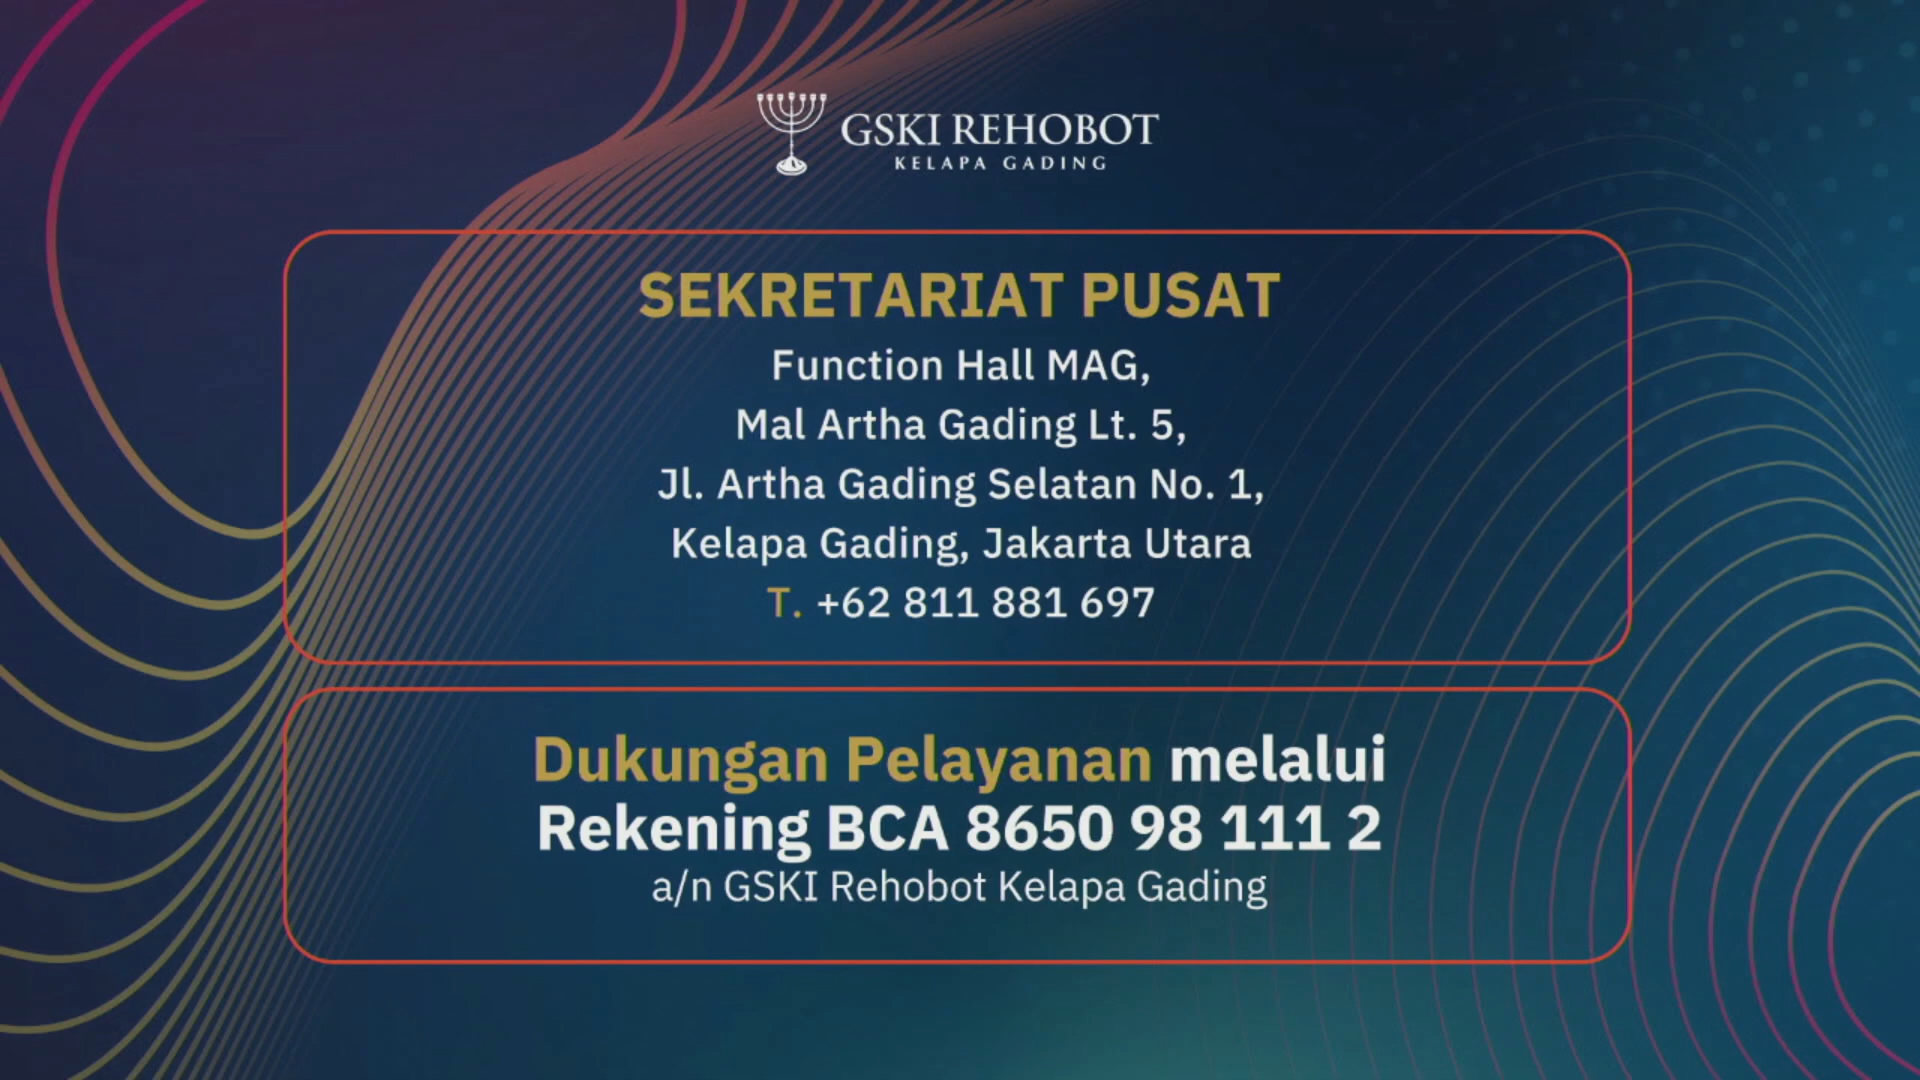 GSKI REHOBOT
KELAPA GADING
SEKRETARIAT PUSAT
Function Hall MAG,
Mal Artha Gading Lt. 5,
Jl. Artha Gading Selatan No. 1,
Kelapa Gading, Jakarta Utara
T. +62 811 881 697
Dukungan Pelayanan melalui
Rekening BCA 8650 98 111 2
a/n GSKI Rehobot Kelapa Gading